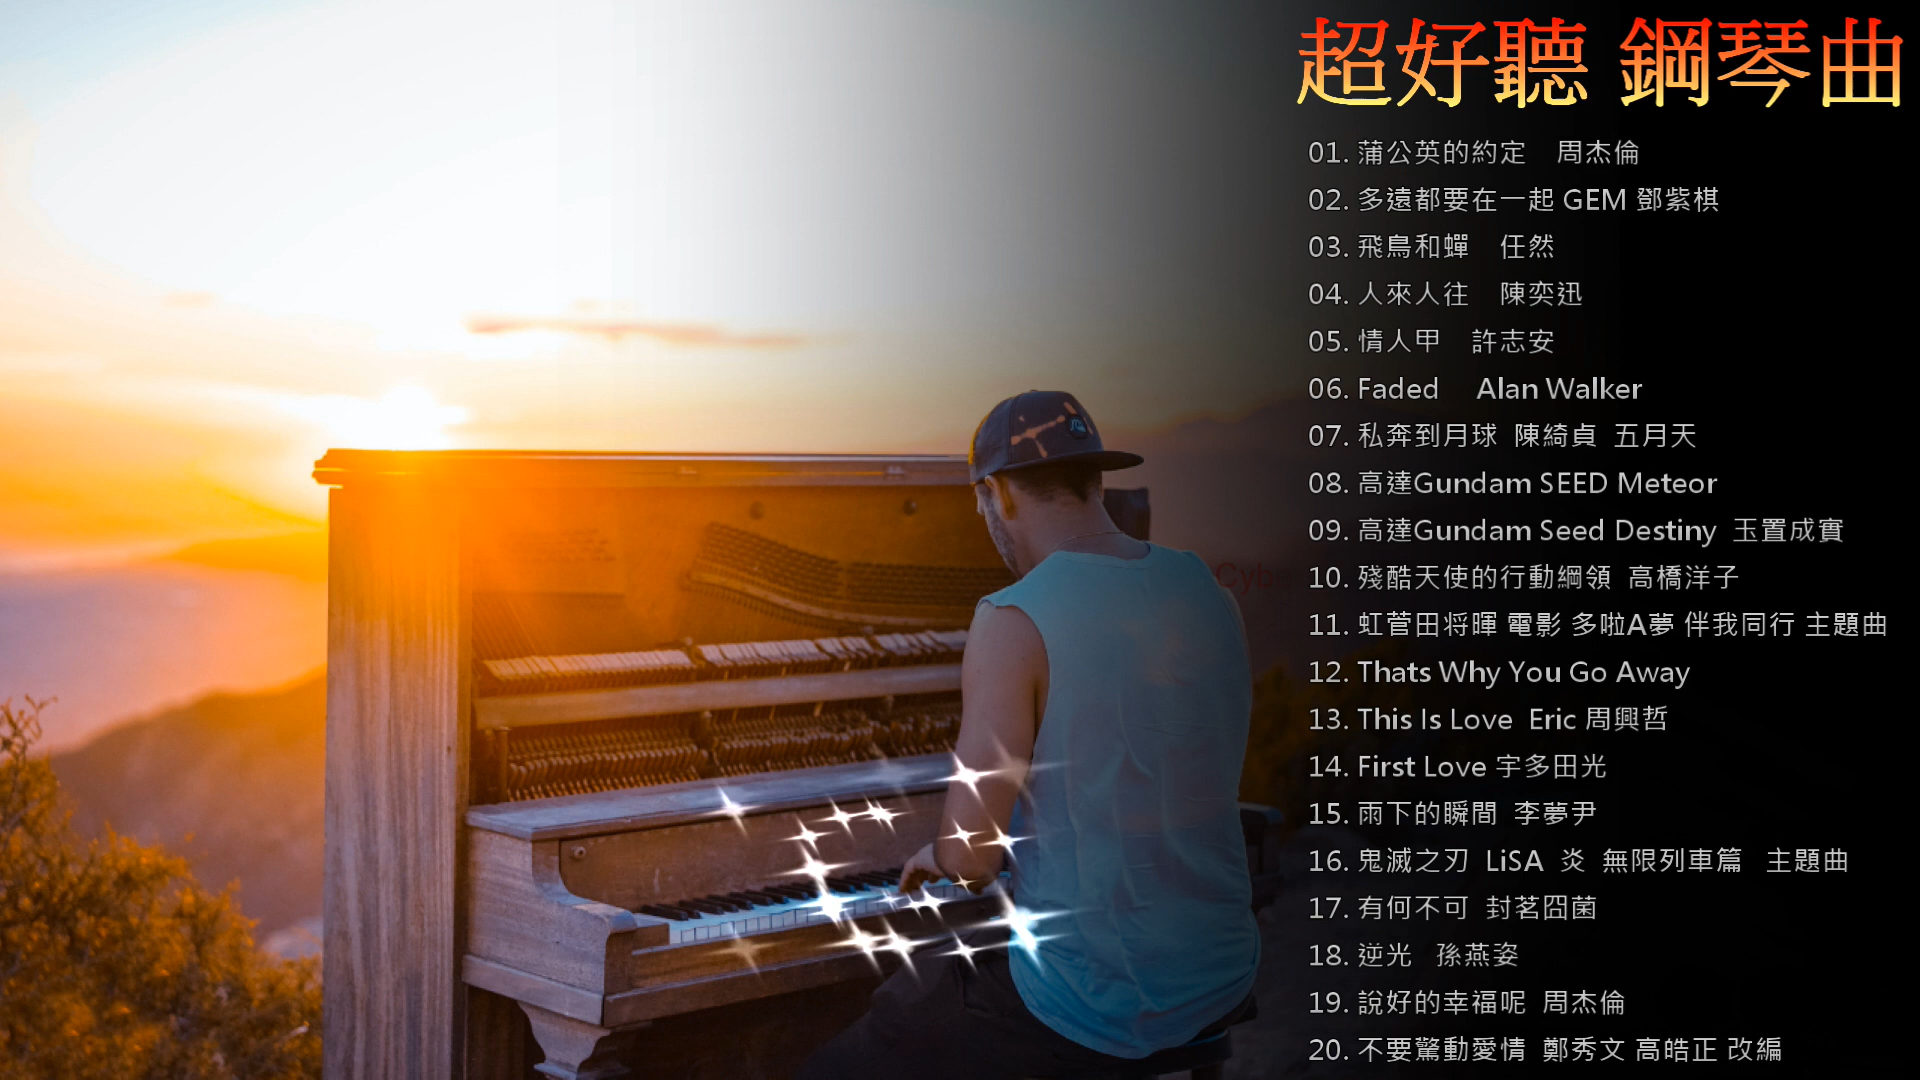 超好聽 鋼琴曲
01. 蒲公英的約定 周杰倫
02. 多遠都要在一起 GEM 鄧紫棋
03. 飛鳥和蟬 任然
04. 人來人往 陳奕迅
05. 情人甲 許志安
06. Faded Alan Walker
07. 私奔到月球 陳綺貞 五月天
08. 高達Gundam SEED Meteor
09. 高達Gundam Seed Destiny 玉置成實
Cyb
10. 殘酷天使的行動綱領 高橋洋子
11. 虹菅田将暉 電影 多啦A夢 伴我同行 主題曲
12. Thats Why You Go Away
13. This Is Love Eric 周興哲
14. First Love 宇多田光
15. 雨下的瞬間 李夢尹
16. 鬼滅之刃 LiSA 炎 無限列車篇 主題曲
17. 有何不可 封茗囧菌
18. 逆光 孫燕姿
19. 說好的幸福呢 周杰倫
20. 不要驚動愛情 鄭秀文 高皓正 改編